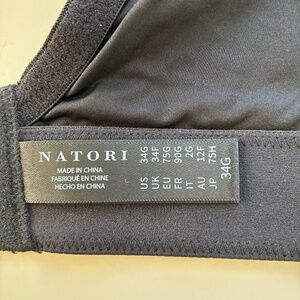 NATORI
MADE IN CHINA
FABRIQUÉ EN CHINE
HECHO EN CHINA
US 34G
UK 34F
EU 75G
FR 90G
IT 2G
AU 12F
JP 75H
34G